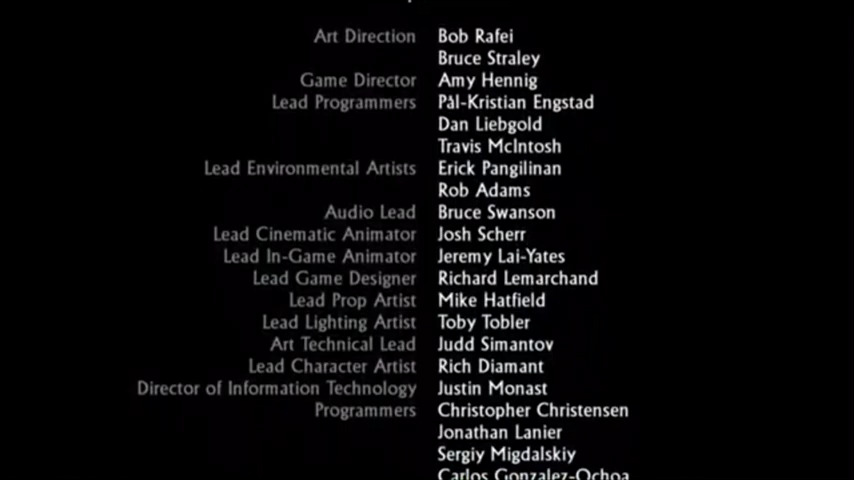 Art Direction Bob Rafei
Bruce Straley
Game Director Amy Hennig
Lead Programmers Pål-Kristian Engstad
Dan Liebgold
Travis McIntosh
Lead Environmental Artists Erick Pangilinan
Rob Adams
Audio Lead Bruce Swanson
Lead Cinematic Animator Josh Scherr
Lead In-Game Animator Jeremy Lai-Yates
Lead Game Designer Richard Lemarchand
Lead Prop Artist Mike Hatfield
Lead Lighting Artist Toby Tobler
Art Technical Lead Judd Simantov
Lead Character Artist Rich Diamant
Director of Information Technology Justin Monast
Programmers Christopher Christensen
Jonathan Lanier
Sergiy Migdalskiy
Carlos Gonzalez-Ochoa